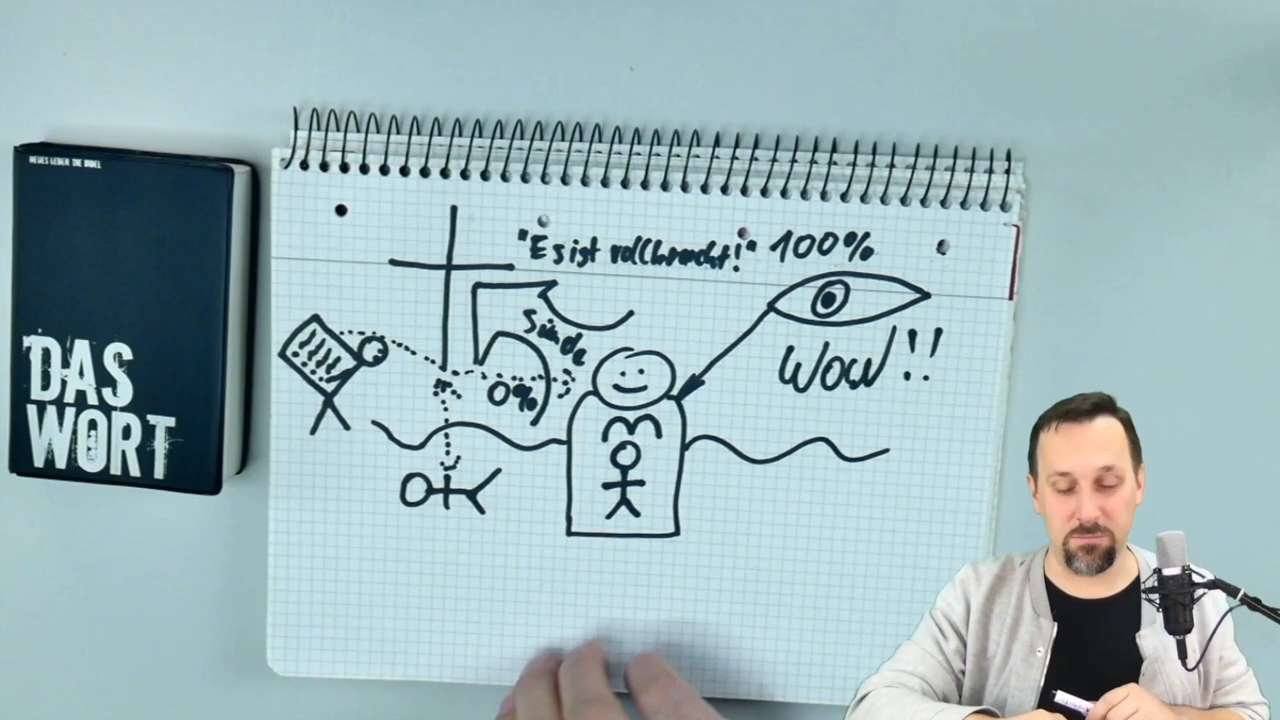 NEUES LEBEN. DIE BIBEL
DAS
WORT
"Es ist vollbracht!" 100%
Sünde
0%
WOW!!